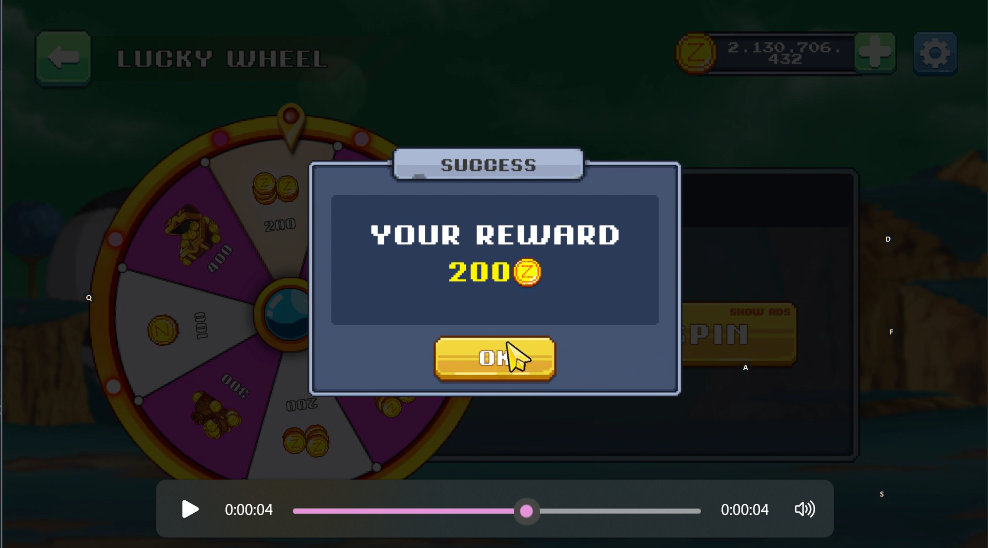 LUCKY WHEEL
2.130.706.
432
SUCCESS
YOUR REWARD
200
OK
200
400
100
300
200
SHOW ADS
SPIN
Q
D
F
A
S
0:00:04
0:00:04